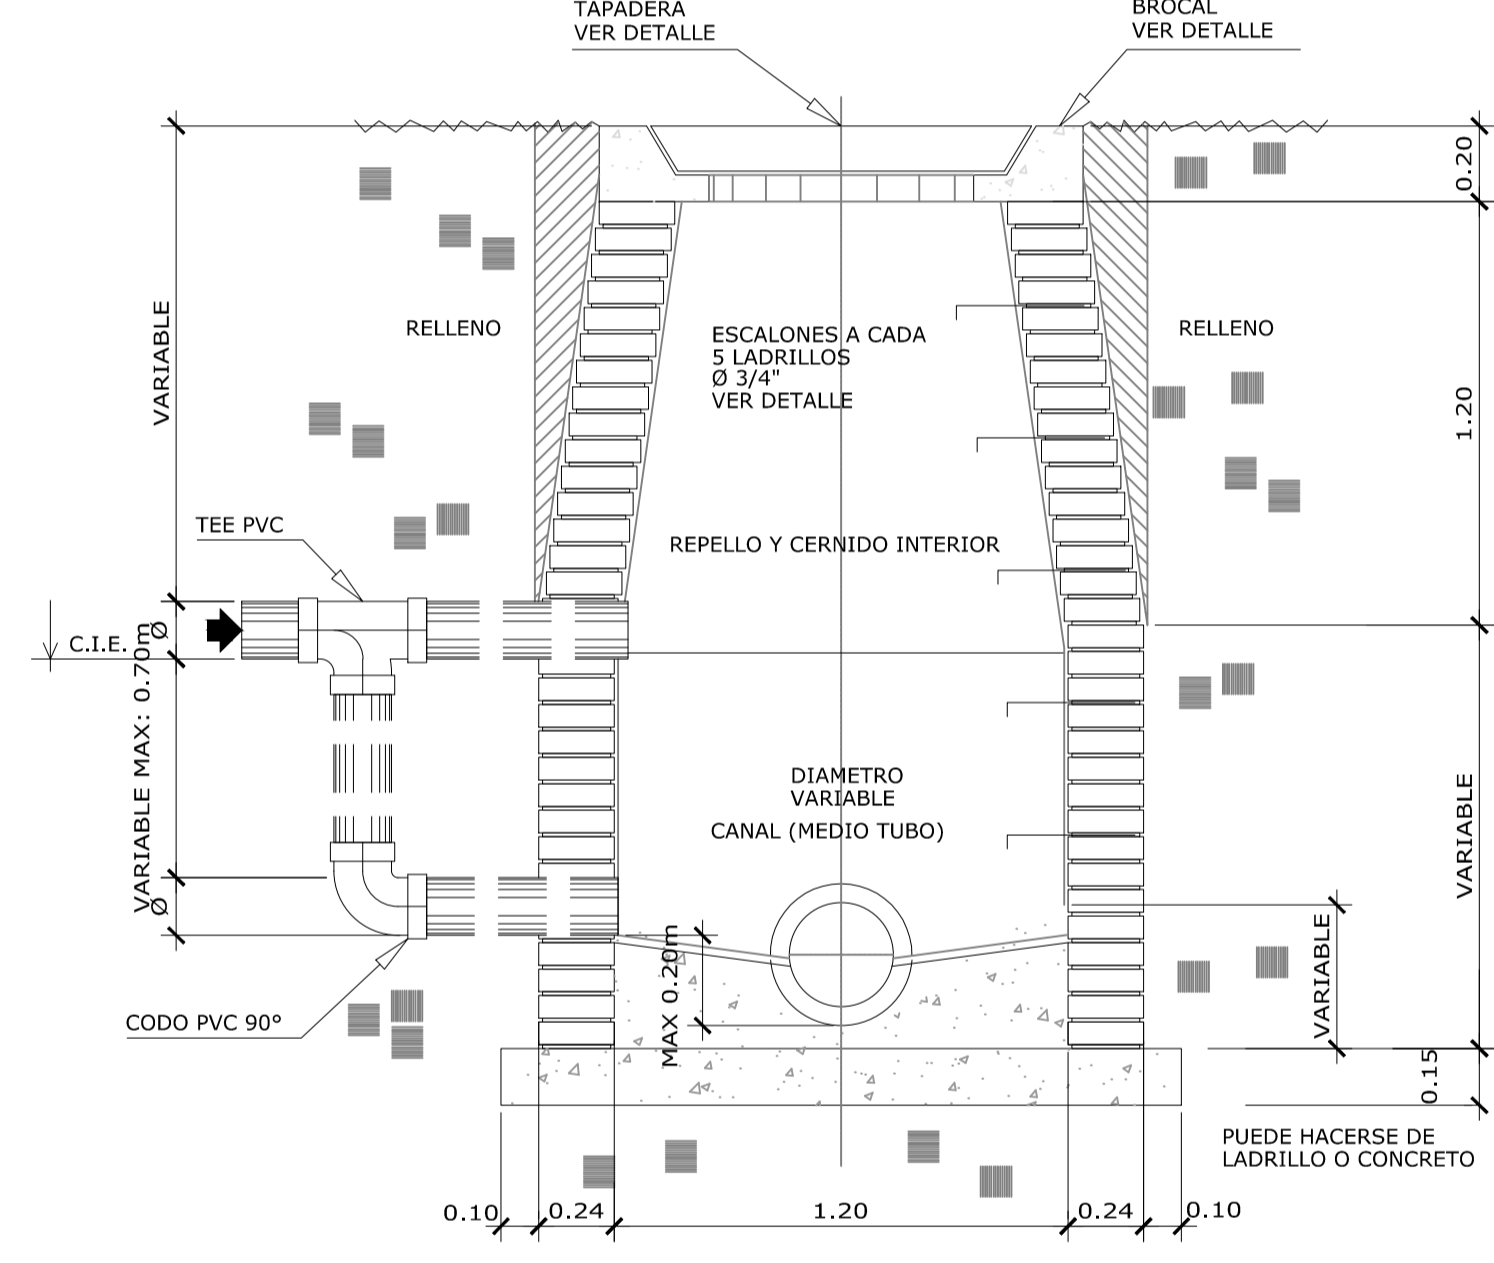 TAPADERA
VER DETALLE
BROCAL
VER DETALLE
0.20
VARIABLE
RELLENO
ESCALONES A CADA
5 LADRILLOS
Ø 3/4"
VER DETALLE
RELLENO
1.20
TEE PVC
REPELLO Y CERNIDO INTERIOR
C.I.E.
Ø
VARIABLE MAX: 0.70m
DIAMETRO
VARIABLE
CANAL (MEDIO TUBO)
VARIABLE
Ø
MAX 0.20m
VARIABLE
CODO PVC 90°
0.15
PUEDE HACERSE DE
LADRILLO O CONCRETO
0.10
0.24
1.20
0.24
0.10